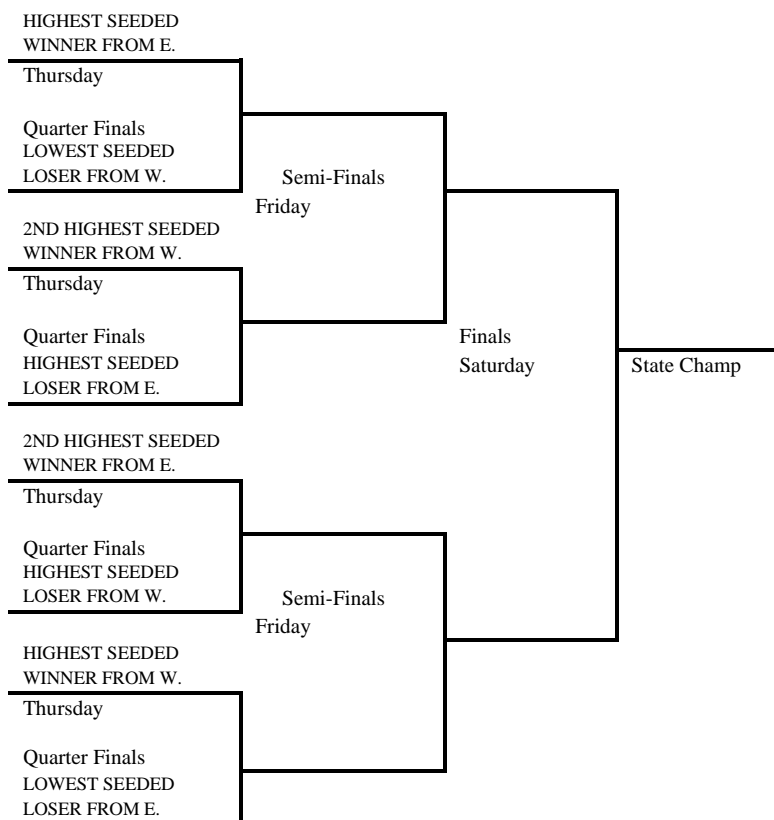 HIGHEST SEEDED
WINNER FROM E.
Thursday
Quarter Finals
LOWEST SEEDED
LOSER FROM W.
Semi-Finals
Friday
2ND HIGHEST SEEDED
WINNER FROM W.
Thursday
Quarter Finals
HIGHEST SEEDED
LOSER FROM E.
Finals
Saturday
State Champ
2ND HIGHEST SEEDED
WINNER FROM E.
Thursday
Quarter Finals
HIGHEST SEEDED
LOSER FROM W.
Semi-Finals
Friday
HIGHEST SEEDED
WINNER FROM W.
Thursday
Quarter Finals
LOWEST SEEDED
LOSER FROM E.